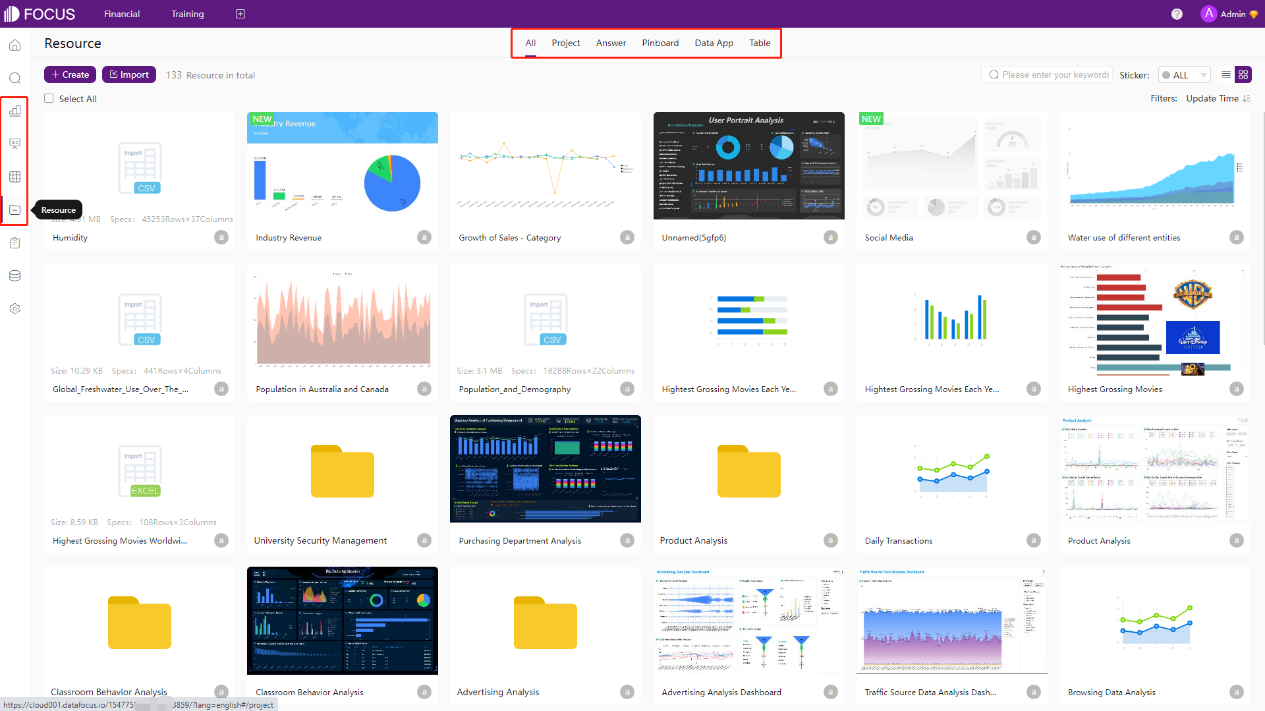 FOCUS Financial Training Admin
Resource All Project Answer Pinboard Data App Table
Create Import 133 Resource in total Please enter your keywords Sticker: ALL
Select All Filters: Update Time
Resource
Import CSV
MB Specs: 45253Rows×37Columns
Humidity
NEW
Industry Revenue
Growth of Sales - Category
User Portrait Analysis
Unnamed(5gfp6)
NEW
Social Media
Water use of different entities
Import CSV
Size: 10.29 KB Specs: 441Rows×4Columns
Global_Freshwater_Use_Over_The_...
Population in Australia and Canada
Import CSV
Size: 3.1 MB Specs: 18288Rows×22Columns
Population_and_Demography
Hightest Grossing Movies Each Ye...
Hightest Grossing Movies Each Ye...
Highest Grossing Movies
Import EXCEL
Size: 8.59 KB Specs: 108Rows×3Columns
Highest Grossing Movies Worldwi...
University Security Management
Purchasing Department Analysis
Product Analysis
Daily Transactions
Product Analysis
Product Analysis
Classroom Behavior Analysis
Big Data Application
Classroom Behavior Analysis
Advertising Analysis
Advertising Analysis Dashboard
Advertising Analysis Dashboard
Traffic Source Data Analysis Dashboard
Traffic Source Data Analysis Dash...
Browsing Data Analysis
https://cloud001.datafocus.io/154775 3859/?lang=english#/project